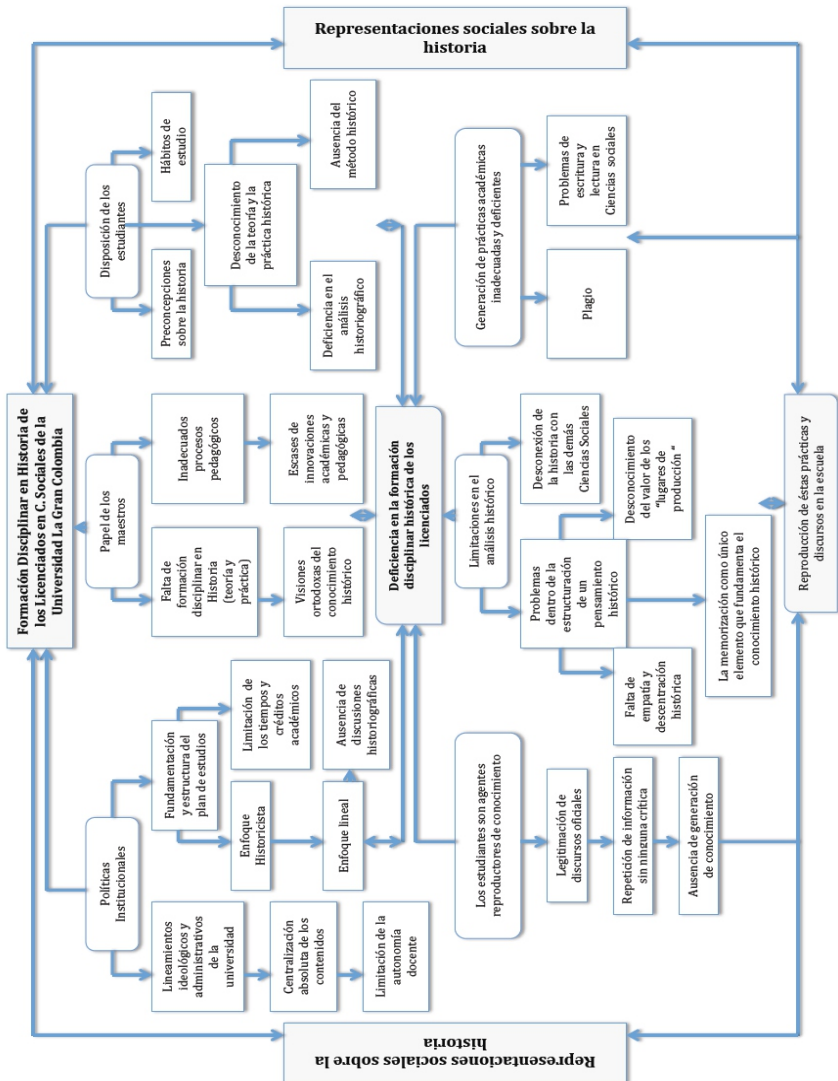 Representaciones sociales sobre la
historia
Formación Disciplinar en Historia de
los Licenciados en C. Sociales de la
Universidad La Gran Colombia
Políticas
Institucionales
Papel de los
maestros
Disposición de los
estudiantes
Lineamientos
ideológicos y
administrativos
de la
universidad
Fundamentación
y estructura del
plan de estudios
Falta de
formación
disciplinar en
Historia
(teoría y
práctica)
Inadecuados
procesos
pedagógicos
Preconcepciones
sobre la historia
Hábitos de
estudio
Centralización
absoluta de los
contenidos
Enfoque
Historicista
Limitación de
los tiempos y
créditos
académicos
Visiones
ortodoxas del
conocimiento
histórico
Escases de
innovaciones
académicas y
pedagógicas
Desconocimiento
de la teoría y la
práctica histórica
Limitación de la
autonomía
docente
Enfoque lineal
Ausencia de
discusiones
historiográficas
Deficiencia en el
análisis
historiográfico
Ausencia del
método histórico
Deficiencia en la formación
disciplinar histórica de los
licenciados
Los estudiantes son agentes
reproductores de conocimiento
Limitaciones en el
análisis histórico
Generación de prácticas académicas
inadecuadas y deficientes
Legitimación de
discursos oficiales
Problemas
dentro de la
estructuración
de un
pensamiento
histórico
Desconexión de
la historia con
las demás
Ciencias Sociales
Plagio
Problemas de
escritura y
lectura en
Ciencias sociales
Repetición de información
sin ninguna crítica
Falta de
empatía y
descentración
histórica
Desconocimiento
del valor de los
"lugares de
producción "
Ausencia de generación
de conocimiento
La memorización como único
elemento que fundamenta el
conocimiento histórico
Reproducción de éstas prácticas y
discursos en la escuela
Representaciones sociales sobre la
historia